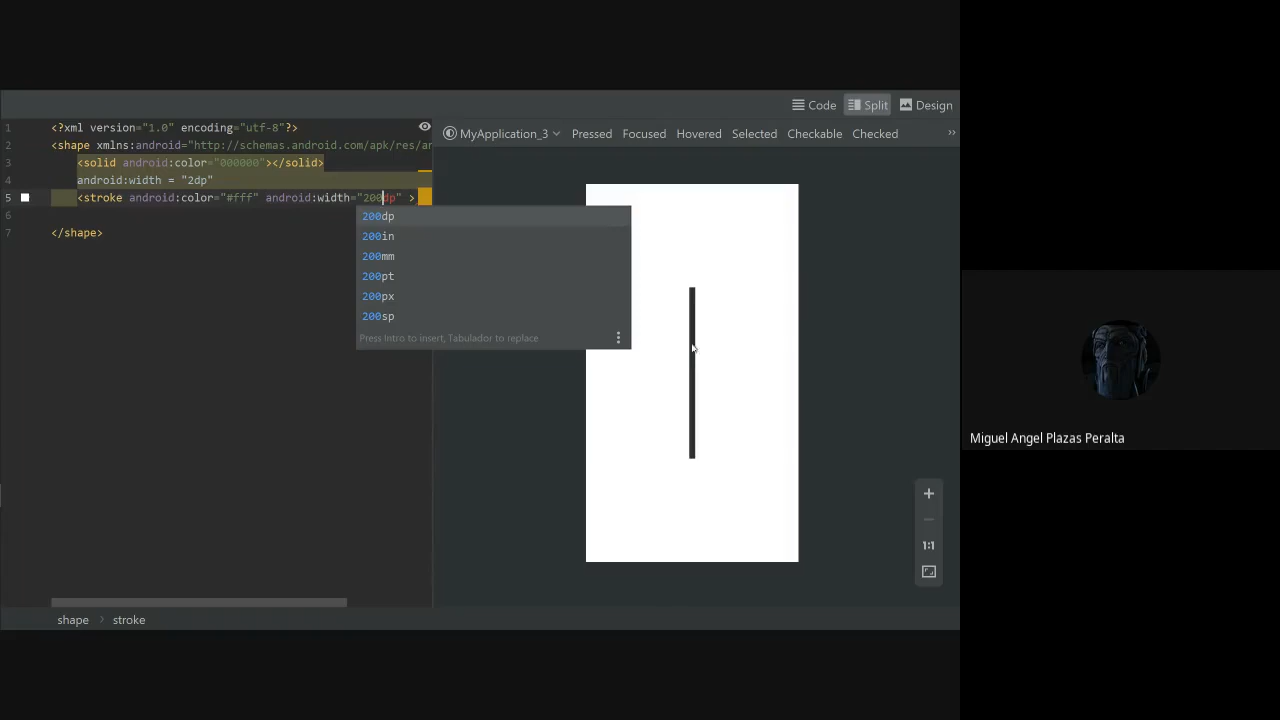 Code Split Design
MyApplication_3 Pressed Focused Hovered Selected Checkable Checked »
1 <?xml version="1.0" encoding="utf-8"?>
2 <shape xmlns:android="http://schemas.android.com/apk/res/an
3 <solid android:color="000000"></solid>
4 android:width = "2dp"
5 <stroke android:color="#fff" android:width="200dp" >
6
7 </shape>
200dp
200in
200mm
200pt
200px
200sp
Press Intro to insert, Tabulador to replace
1:1
shape > stroke
Miguel Angel Plazas Peralta